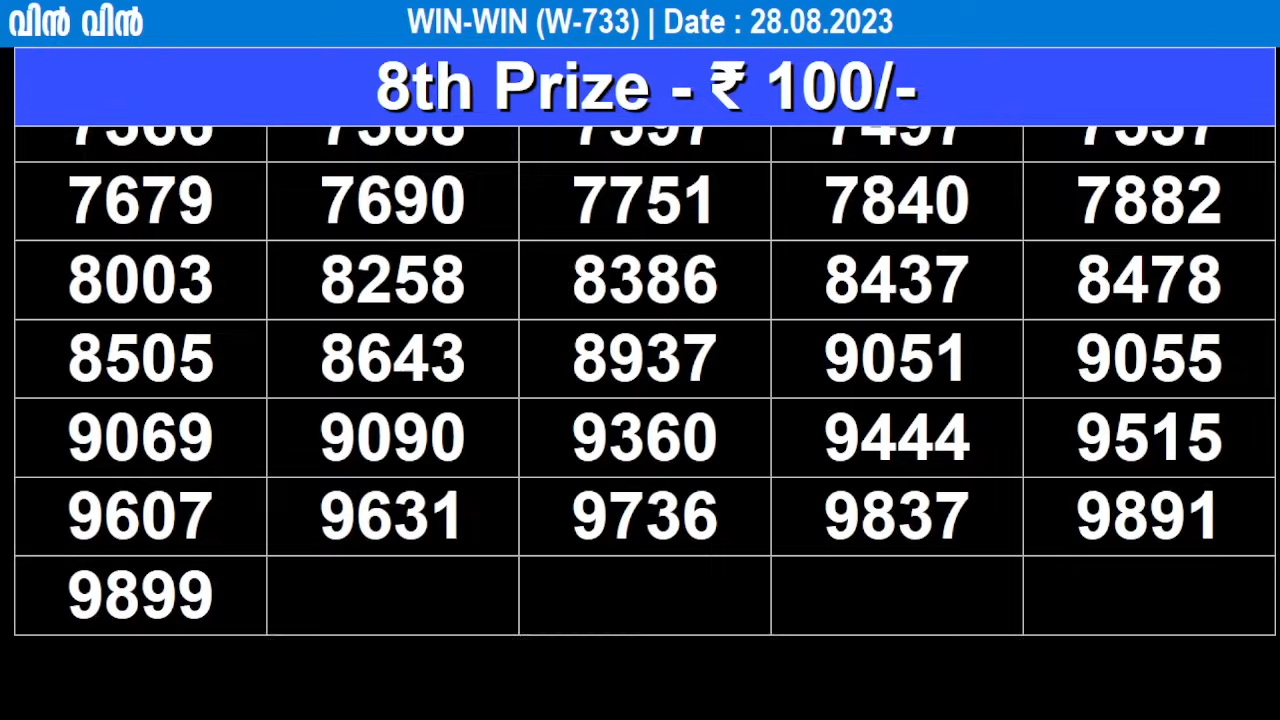 വിൻ വിൻ WIN-WIN (W-733) | Date : 28.08.2023
8th Prize - ₹ 100/-
7679 7690 7751 7840 7882
8003 8258 8386 8437 8478
8505 8643 8937 9051 9055
9069 9090 9360 9444 9515
9607 9631 9736 9837 9891
9899